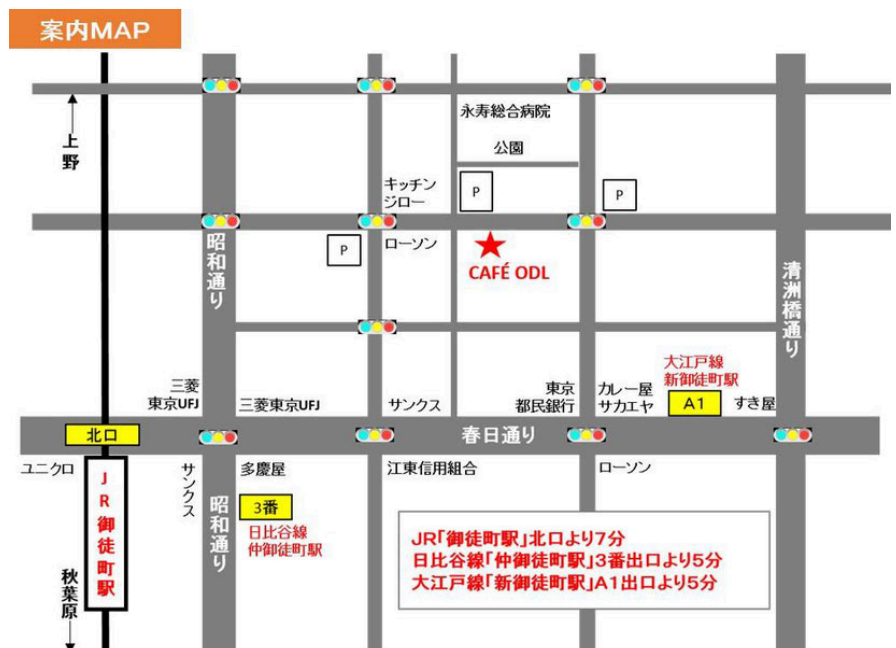 案内MAP
上野
永寿総合病院
公園
キッチン
ジロー
P
P
P
ローソン
CAFÉ ODL
昭和通り
清洲橋通り
大江戸線
新御徒町駅
三菱
東京UFJ
三菱東京UFJ
サンクス
東京
都民銀行
カレー屋
サカエヤ
A1
すき屋
北口
春日通り
ユニクロ
サンクス
多慶屋
江東信用組合
ローソン
JR御徒町駅
昭和通り
3番
日比谷線
仲御徒町駅
秋葉原
JR「御徒町駅」北口より7分
日比谷線「仲御徒町駅」3番出口より5分
大江戸線「新御徒町駅」A1出口より5分